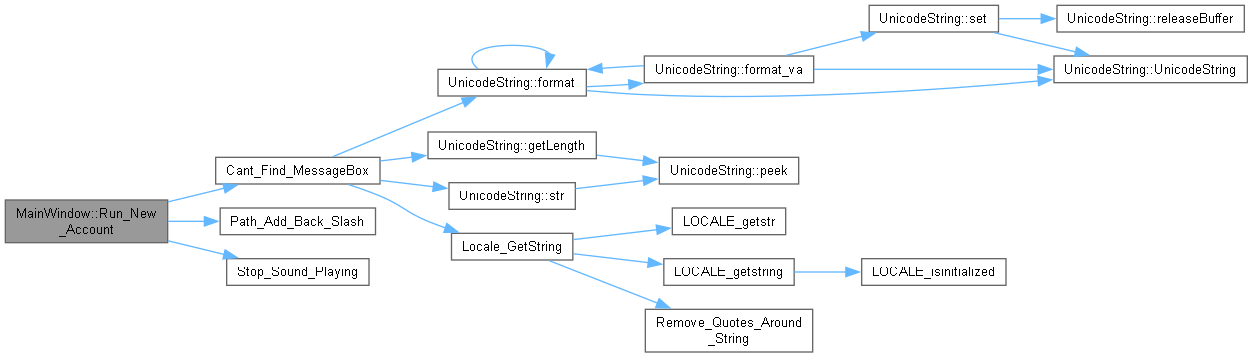 UnicodeString::set
UnicodeString::releaseBuffer
UnicodeString::format
UnicodeString::format_va
UnicodeString::UnicodeString
UnicodeString::getLength
Cant_Find_MessageBox
UnicodeString::peek
UnicodeString::str
MainWindow::Run_New
_Account
Path_Add_Back_Slash
LOCALE_getstr
Locale_GetString
Stop_Sound_Playing
LOCALE_getstring
LOCALE_isinitialized
Remove_Quotes_Around
_String